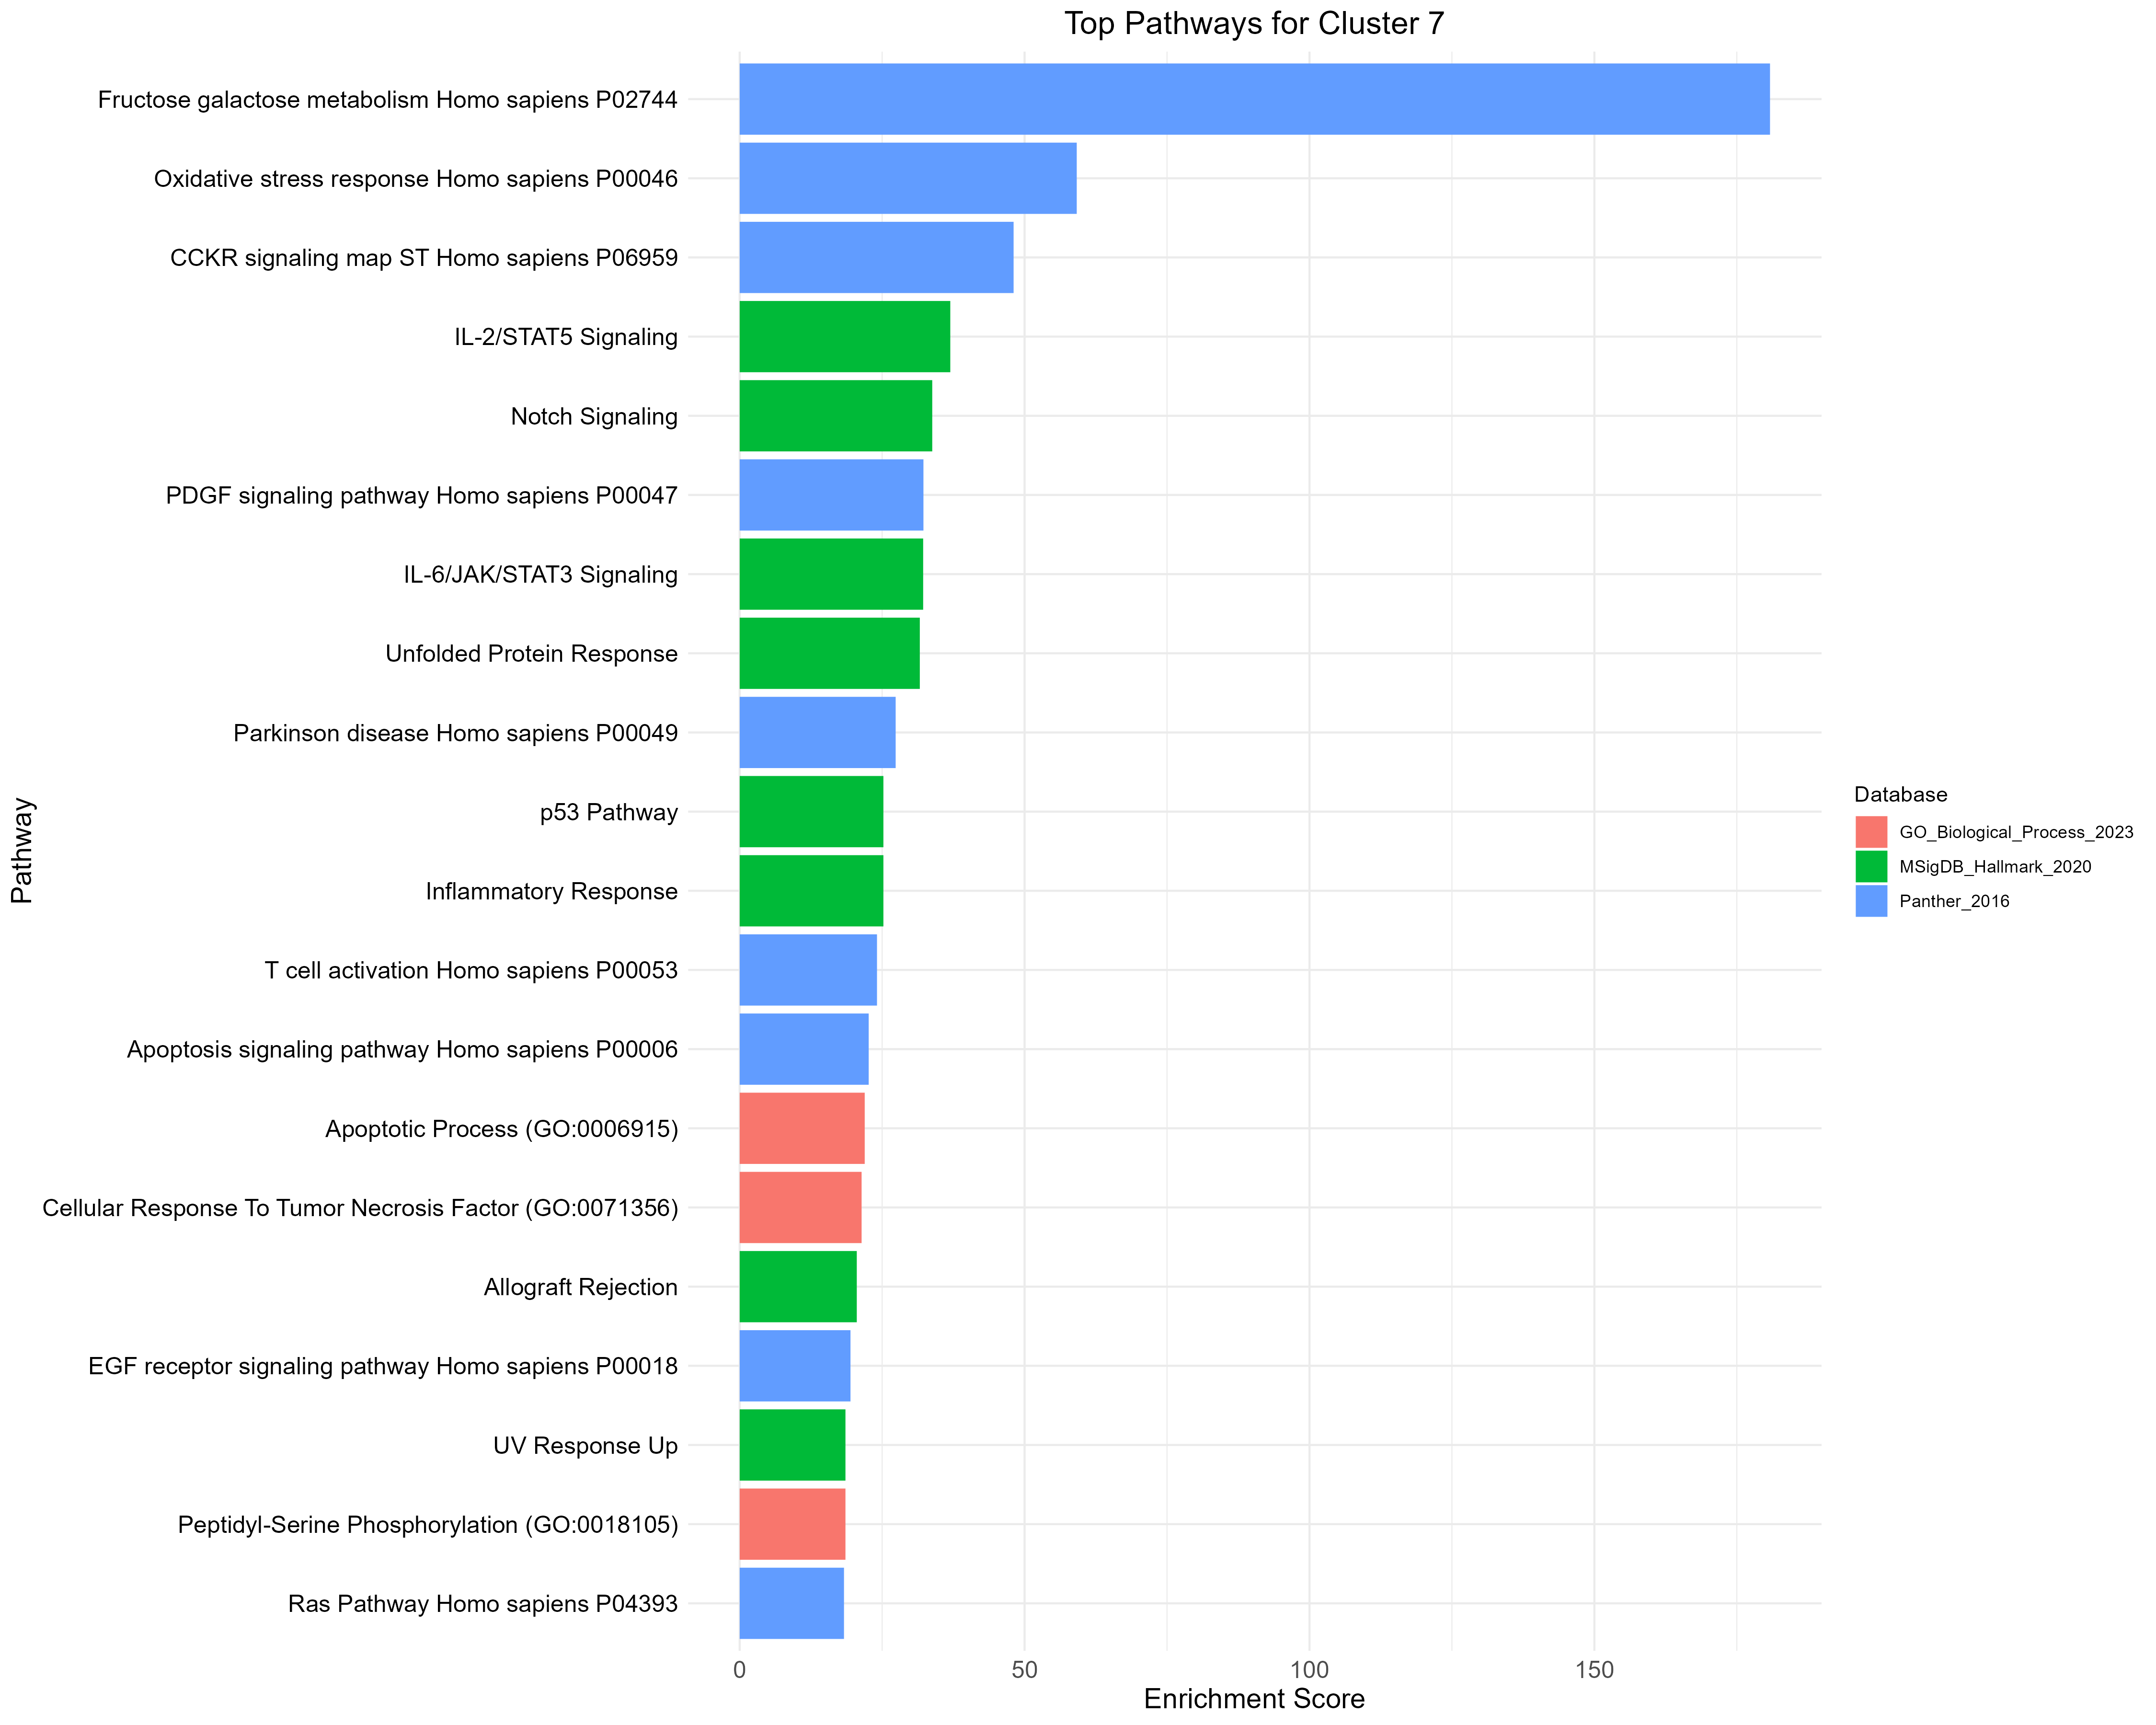 Top Pathways for Cluster 7
Fructose galactose metabolism Homo sapiens P02744
Oxidative stress response Homo sapiens P00046
CCKR signaling map ST Homo sapiens P06959
IL-2/STAT5 Signaling
Notch Signaling
PDGF signaling pathway Homo sapiens P00047
IL-6/JAK/STAT3 Signaling
Unfolded Protein Response
Parkinson disease Homo sapiens P00049
p53 Pathway
Inflammatory Response
T cell activation Homo sapiens P00053
Apoptosis signaling pathway Homo sapiens P00006
Apoptotic Process (GO:0006915)
Cellular Response To Tumor Necrosis Factor (GO:0071356)
Allograft Rejection
EGF receptor signaling pathway Homo sapiens P00018
UV Response Up
Peptidyl-Serine Phosphorylation (GO:0018105)
Ras Pathway Homo sapiens P04393
Pathway
0 50 100 150
Enrichment Score
Database
GO_Biological_Process_2023
MSigDB_Hallmark_2020
Panther_2016